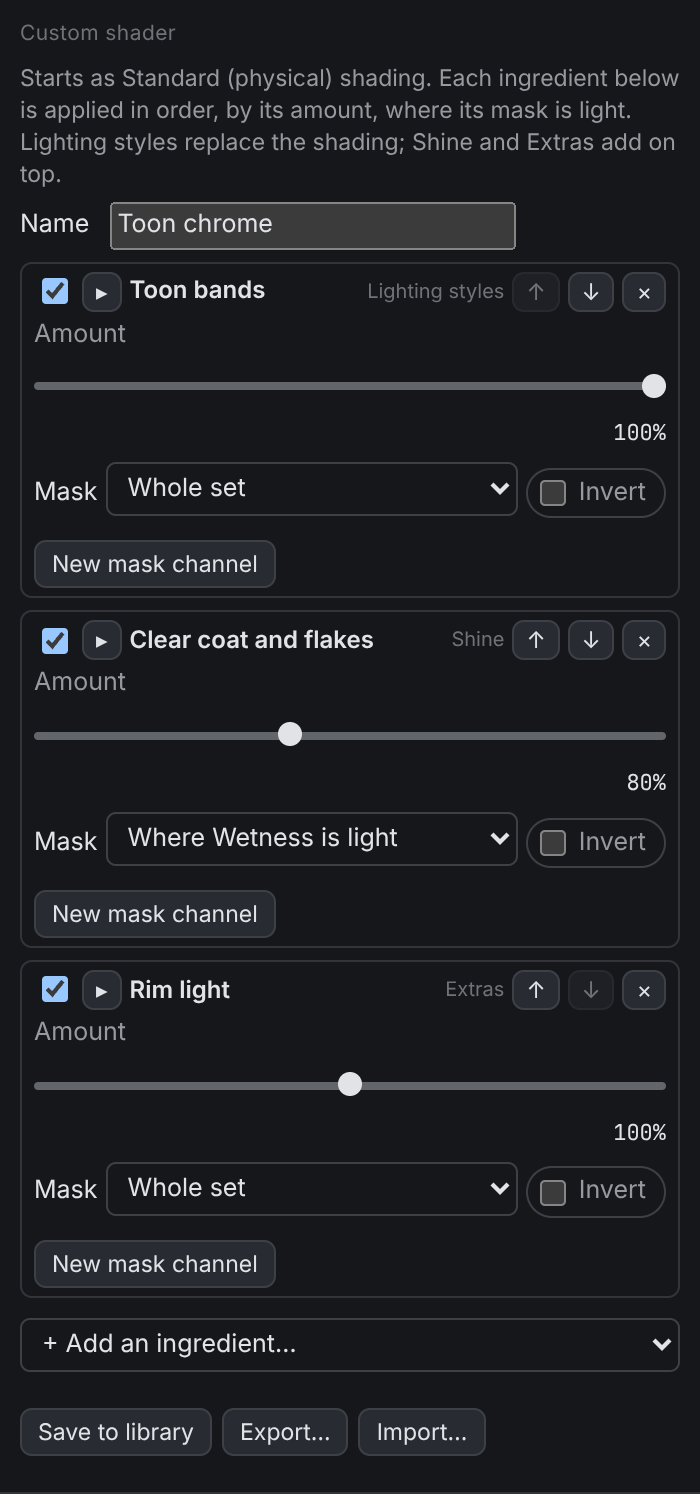 Custom shader
Starts as Standard (physical) shading. Each ingredient below
is applied in order, by its amount, where its mask is light.
Lighting styles replace the shading; Shine and Extras add on
top.
Name Toon chrome
▸ Toon bands Lighting styles ↑ ↓ ×
Amount
100%
Mask Whole set Invert
New mask channel
▸ Clear coat and flakes Shine ↑ ↓ ×
Amount
80%
Mask Where Wetness is light Invert
New mask channel
▸ Rim light Extras ↑ ↓ ×
Amount
100%
Mask Whole set Invert
New mask channel
+ Add an ingredient...
Save to library Export... Import...